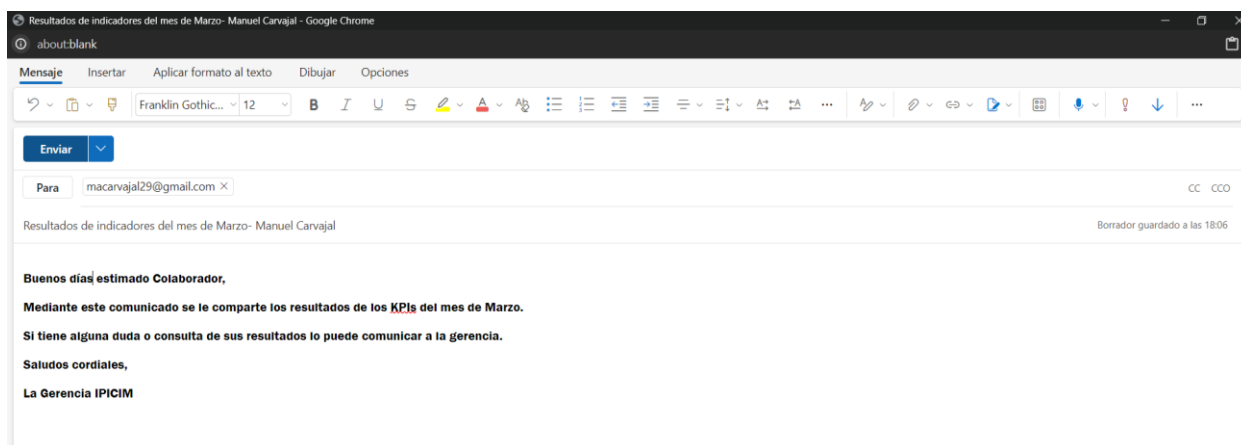 Resultados de indicadores del mes de Marzo- Manuel Carvajal - Google Chrome
about:blank
Mensaje Insertar Aplicar formato al texto Dibujar Opciones
Franklin Gothic... 12
Enviar
Para macarvajal29@gmail.com CC CCO
Resultados de indicadores del mes de Marzo- Manuel Carvajal Borrador guardado a las 18:06
Buenos días estimado Colaborador,
Mediante este comunicado se le comparte los resultados de los KPIs del mes de Marzo.
Si tiene alguna duda o consulta de sus resultados lo puede comunicar a la gerencia.
Saludos cordiales,
La Gerencia IPICIM